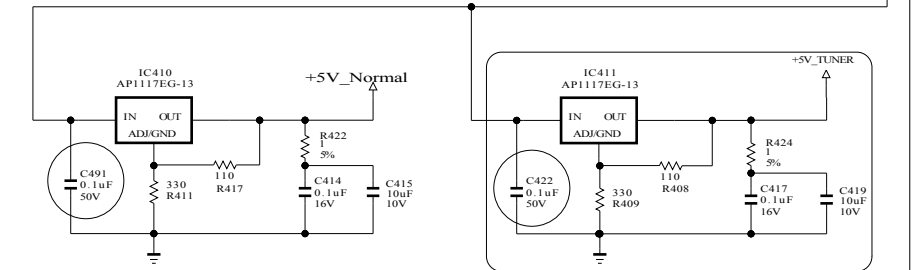 IC410
AP1117EG-13
+5V_Normal
IN OUT
ADJ/GND
R422
1
5%
110
R417
C491
0.1uF
50V
330
R411
C414
0.1uF
16V
C415
10uF
10V
+5V_TUNER
IC411
AP1117EG-13
IN OUT
ADJ/GND
R424
1
5%
110
R408
C422
0.1uF
50V
330
R409
C417
0.1uF
16V
C419
10uF
10V